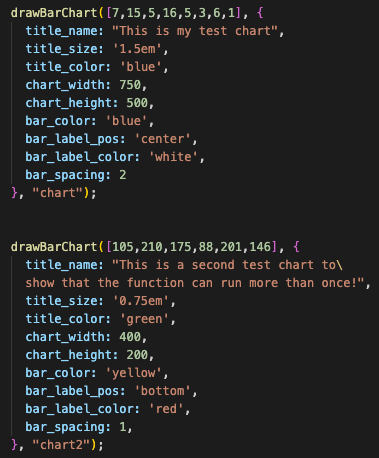 drawBarChart([7,15,5,16,5,3,6,1], {
title_name: "This is my test chart",
title_size: '1.5em',
title_color: 'blue',
chart_width: 750,
chart_height: 500,
bar_color: 'blue',
bar_label_pos: 'center',
bar_label_color: 'white',
bar_spacing: 2
}, "chart");
drawBarChart([105,210,175,88,201,146], {
title_name: "This is a second test chart to\
show that the function can run more than once!",
title_size: '0.75em',
title_color: 'green',
chart_width: 400,
chart_height: 200,
bar_color: 'yellow',
bar_label_pos: 'bottom',
bar_label_color: 'red',
bar_spacing: 1,
}, "chart2");